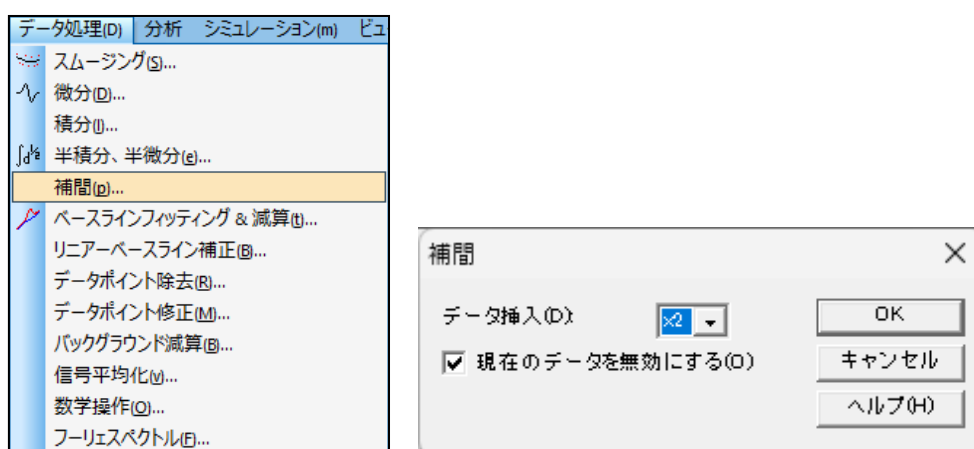 データ処理(D) 分析 シミュレーション(m) ビュ
スムージング(S)...
微分(D)...
積分(I)...
半積分、半微分(e)...
補間(p)...
ベースラインフィッティング & 減算(t)...
リニアーベースライン補正(B)...
データポイント除去(R)...
データポイント修正(M)...
バックグラウンド減算(B)...
信号平均化(v)...
数学操作(O)...
フーリェスペクトル(F)...
補間
データ挿入(D):
×2
OK
現在のデータを無効にする(O)
キャンセル
ヘルプ(H)